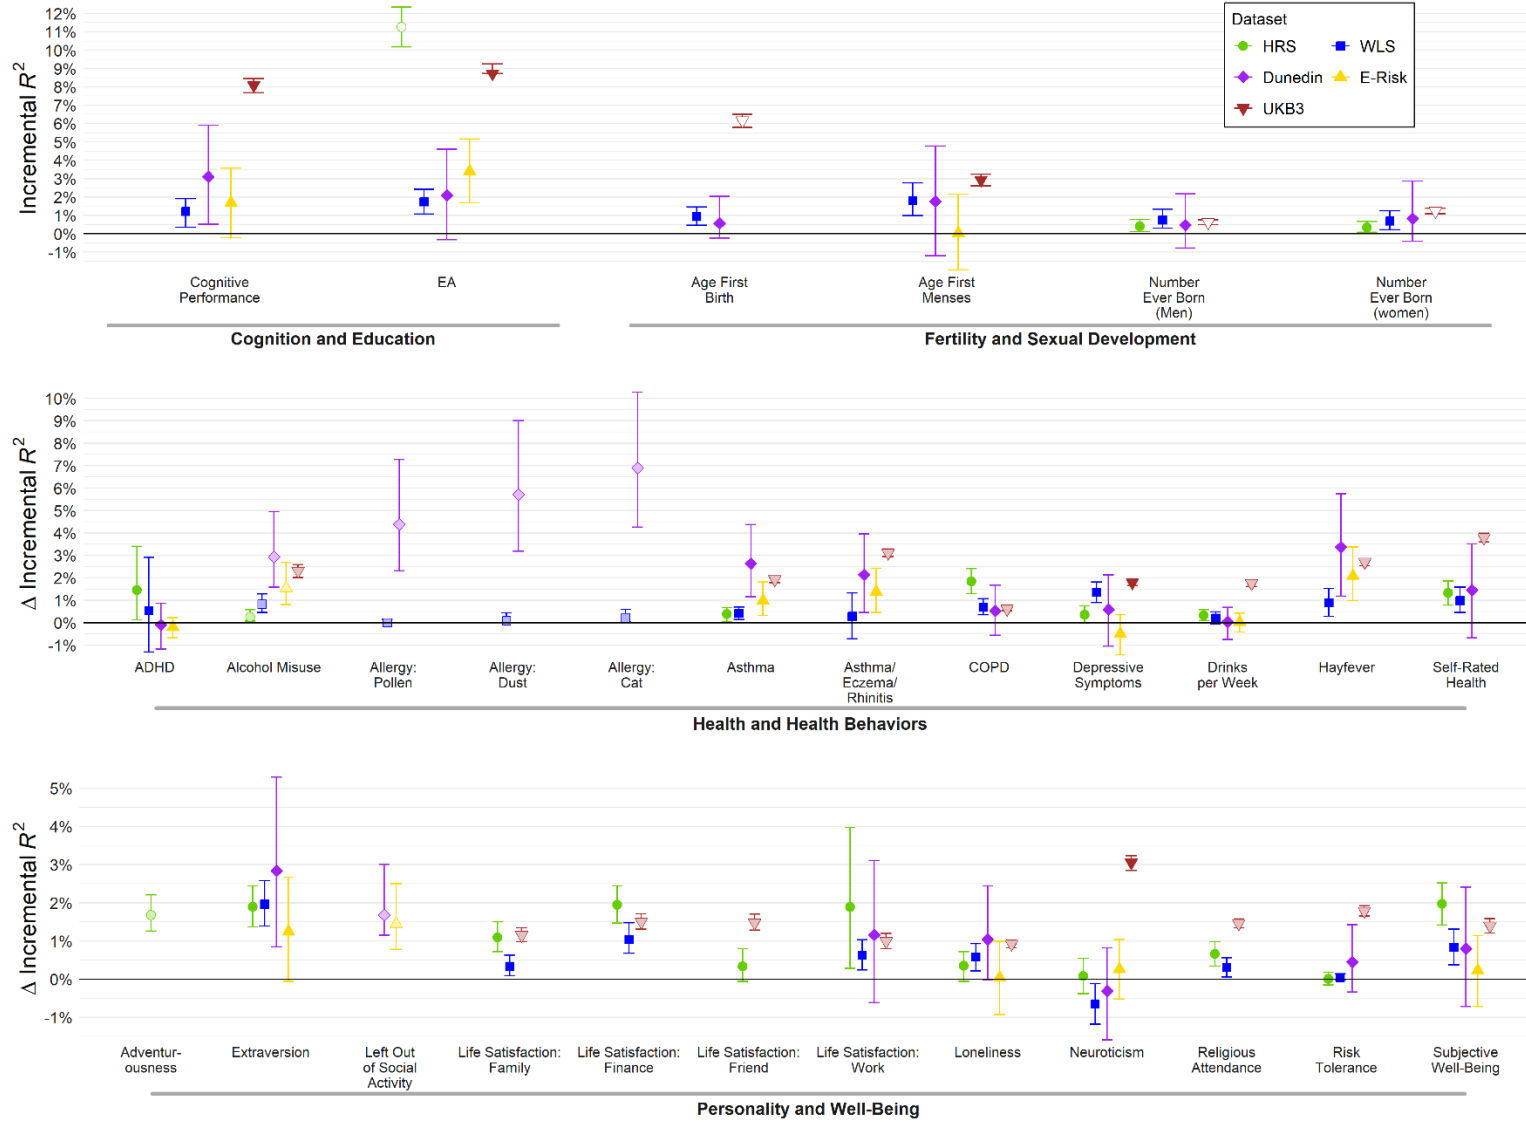 Incremental R²
12%
11%
10%
9%
8%
7%
6%
5%
4%
3%
2%
1%
0%
-1%
Dataset
HRS WLS
Dunedin E-Risk
UKB3
Cognitive
Performance
EA
Age First
Birth
Age First
Menses
Number
Ever Born
(Men)
Number
Ever Born
(women)
Cognition and Education
Fertility and Sexual Development
Δ Incremental R²
10%
9%
8%
7%
6%
5%
4%
3%
2%
1%
0%
-1%
ADHD
Alcohol Misuse
Allergy:
Pollen
Allergy:
Dust
Allergy:
Cat
Asthma
Asthma/
Eczema/
Rhinitis
COPD
Depressive
Symptoms
Drinks
per Week
Hayfever
Self-Rated
Health
Health and Health Behaviors
Δ Incremental R²
5%
4%
3%
2%
1%
0%
-1%
Adventur-
ousness
Extraversion
Left Out
of Social
Activity
Life Satisfaction:
Family
Life Satisfaction:
Finance
Life Satisfaction:
Friend
Life Satisfaction:
Work
Loneliness
Neuroticism
Religious
Attendance
Risk
Tolerance
Subjective
Well-Being
Personality and Well-Being